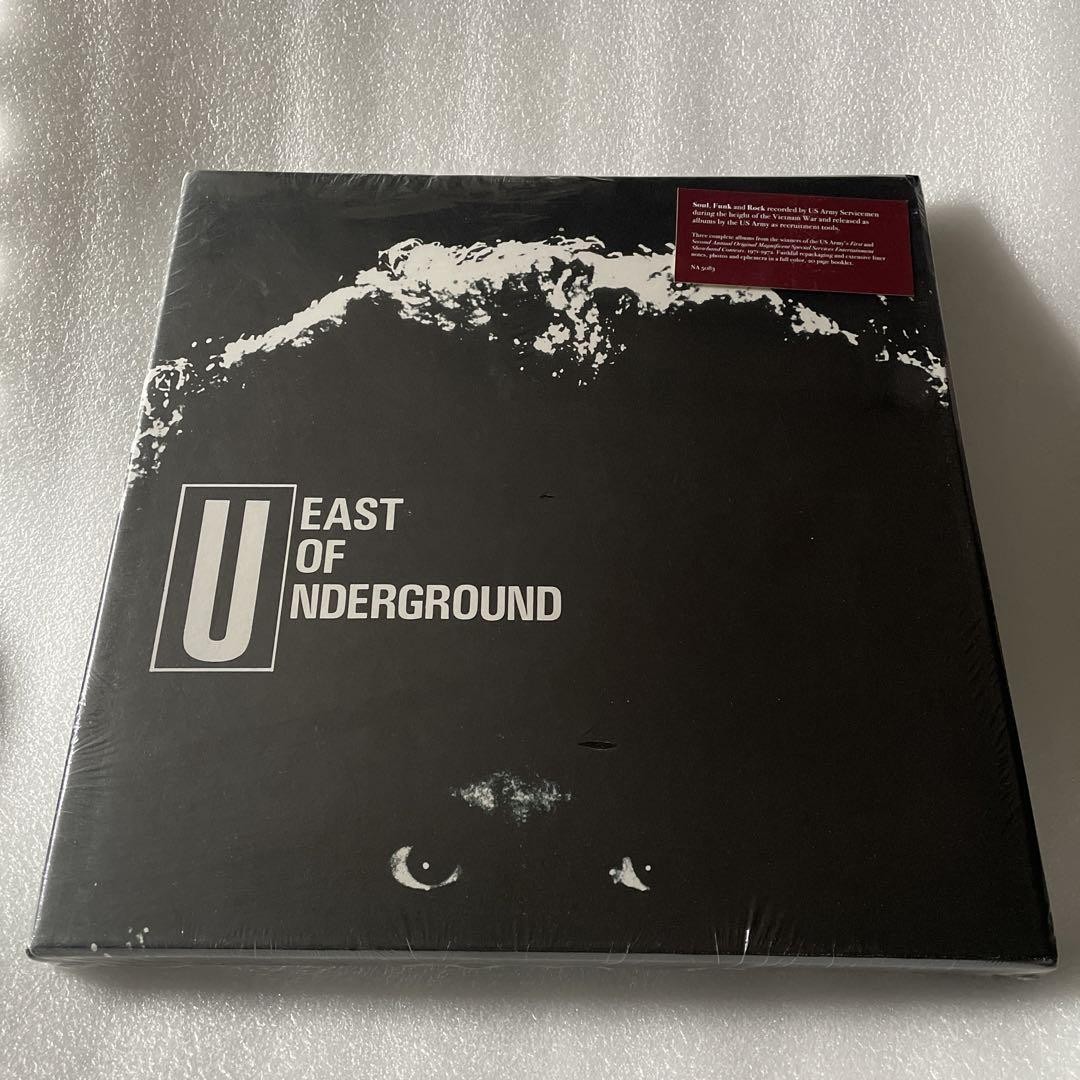 Soul, Funk and Rock recorded by US Army Servicemen
during the height of the Vietnam War and released as
albums by the US Army as recruitment tools.
Three complete albums from the winners of the US Army's First and
Second Annual Original Magnificent Special Services Entertainment
Showband Contests, 1971-1972. Faithful repackaging and extensive liner
notes, photos and ephemera in a full color, 20 page booklet.
NA 5083
U EAST
OF
NDERGROUND